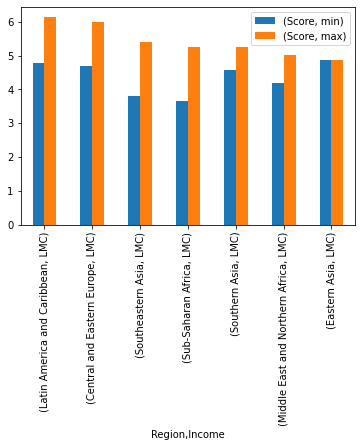 (Score, min)
(Score, max)
6
5
4
3
2
1
0
(Latin America and Caribbean, LMC)
(Central and Eastern Europe, LMC)
(Southeastern Asia, LMC)
(Sub-Saharan Africa, LMC)
(Southern Asia, LMC)
(Middle East and Northern Africa, LMC)
(Eastern Asia, LMC)
Region,Income